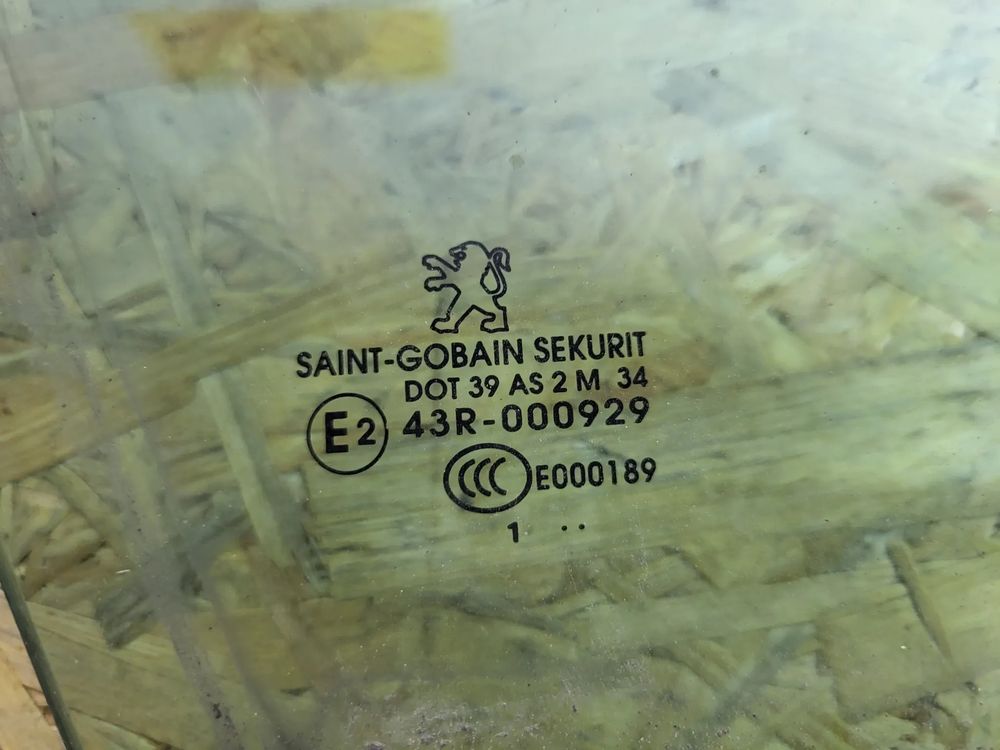 SAINT-GOBAIN SEKURIT
DOT 39 AS 2 M 34
E2 43R-000929
CCC E000189
1 ..